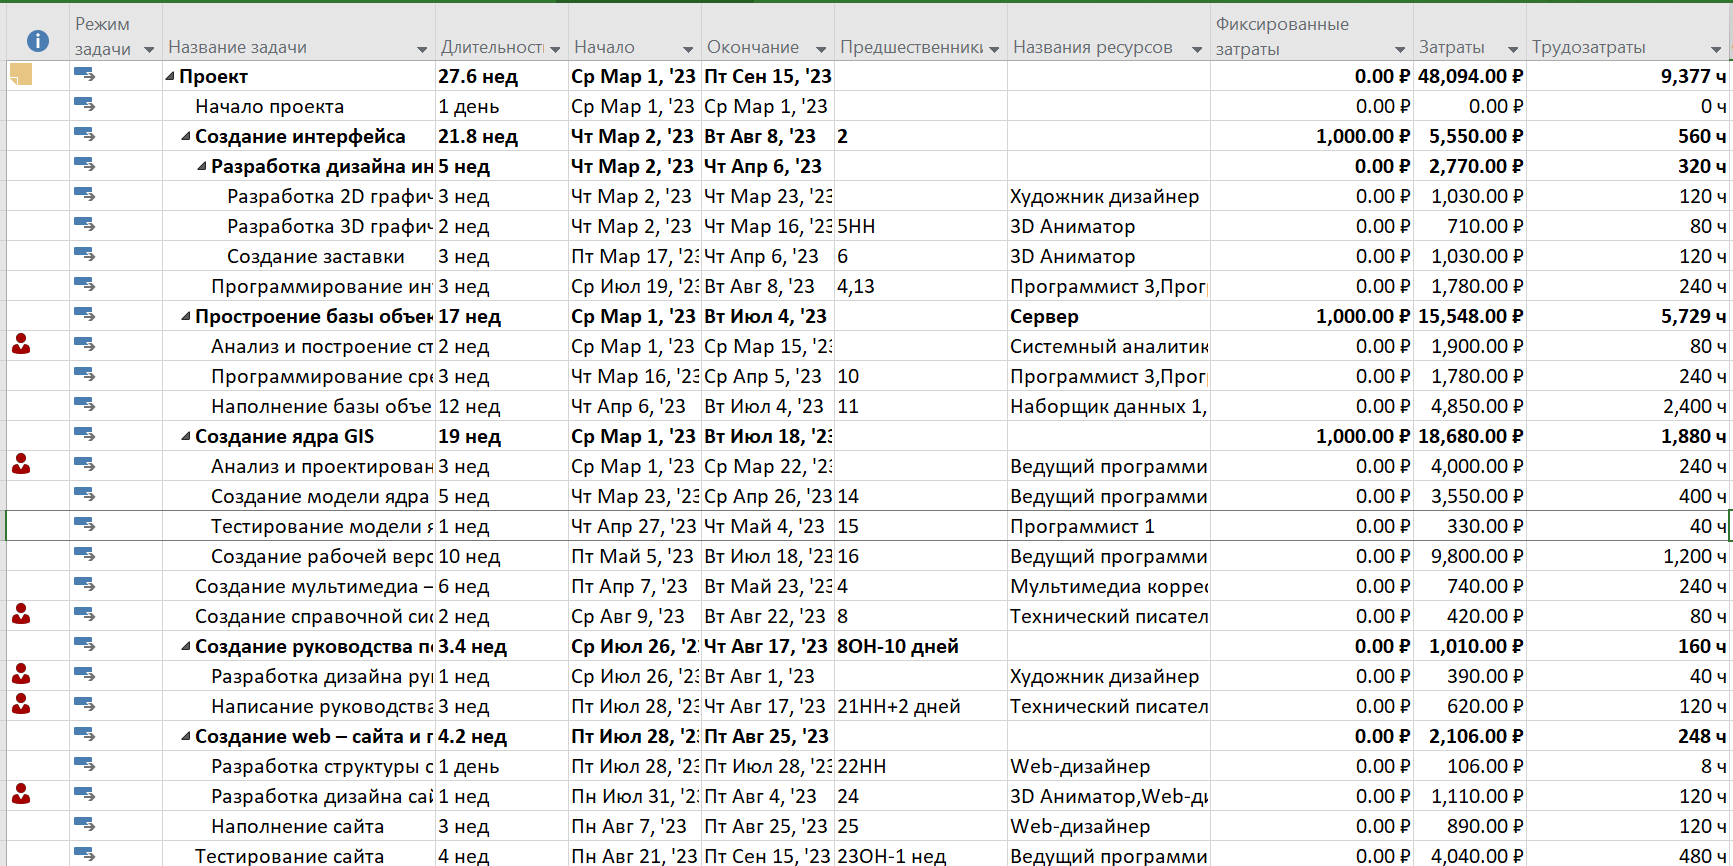 Режим задачи Название задачи Длительност Начало Окончание Предшественники Названия ресурсов Фиксированные затраты Затраты Трудозатраты
Проект 27.6 нед Ср Мар 1, '23 Пт Сен 15, '23 0.00 ₽ 48,094.00 ₽ 9,377 ч
Начало проекта 1 день Ср Мар 1, '23 Ср Мар 1, '23 0.00 ₽ 0.00 ₽ 0 ч
Создание интерфейса 21.8 нед Чт Мар 2, '23 Вт Авг 8, '23 2 1,000.00 ₽ 5,550.00 ₽ 560 ч
Разработка дизайна ин 5 нед Чт Мар 2, '23 Чт Апр 6, '23 0.00 ₽ 2,770.00 ₽ 320 ч
Разработка 2D графич 3 нед Чт Мар 2, '23 Чт Мар 23, '23 Художник дизайнер 0.00 ₽ 1,030.00 ₽ 120 ч
Разработка 3D графич 2 нед Чт Мар 2, '23 Чт Мар 16, '23 5НН 3D Аниматор 0.00 ₽ 710.00 ₽ 80 ч
Создание заставки 3 нед Пт Мар 17, '23 Чт Апр 6, '23 6 3D Аниматор 0.00 ₽ 1,030.00 ₽ 120 ч
Программирование ин 3 нед Ср Июл 19, '23 Вт Авг 8, '23 4,13 Программист 3,Прог 0.00 ₽ 1,780.00 ₽ 240 ч
Простроение базы объек 17 нед Ср Мар 1, '23 Вт Июл 4, '23 Сервер 1,000.00 ₽ 15,548.00 ₽ 5,729 ч
Анализ и построение ст 2 нед Ср Мар 1, '23 Ср Мар 15, '23 Системный аналитик 0.00 ₽ 1,900.00 ₽ 80 ч
Программирование сре 3 нед Чт Мар 16, '23 Ср Апр 5, '23 10 Программист 3,Прог 0.00 ₽ 1,780.00 ₽ 240 ч
Наполнение базы объе 12 нед Чт Апр 6, '23 Вт Июл 4, '23 11 Наборщик данных 1, 0.00 ₽ 4,850.00 ₽ 2,400 ч
Создание ядра GIS 19 нед Ср Мар 1, '23 Вт Июл 18, '23 1,000.00 ₽ 18,680.00 ₽ 1,880 ч
Анализ и проектирован 3 нед Ср Мар 1, '23 Ср Мар 22, '23 Ведущий программи 0.00 ₽ 4,000.00 ₽ 240 ч
Создание модели ядра 5 нед Чт Мар 23, '23 Ср Апр 26, '23 14 Ведущий программи 0.00 ₽ 3,550.00 ₽ 400 ч
Тестирование модели я 1 нед Чт Апр 27, '23 Чт Май 4, '23 15 Программист 1 0.00 ₽ 330.00 ₽ 40 ч
Создание рабочей верс 10 нед Пт Май 5, '23 Вт Июл 18, '23 16 Ведущий программи 0.00 ₽ 9,800.00 ₽ 1,200 ч
Создание мультимедиа – 6 нед Пт Апр 7, '23 Вт Май 23, '23 4 Мультимедиа коррес 0.00 ₽ 740.00 ₽ 240 ч
Создание справочной сис 2 нед Ср Авг 9, '23 Вт Авг 22, '23 8 Технический писател 0.00 ₽ 420.00 ₽ 80 ч
Создание руководства п 3.4 нед Ср Июл 26, '23 Чт Авг 17, '23 8ОН-10 дней 0.00 ₽ 1,010.00 ₽ 160 ч
Разработка дизайна ру 1 нед Ср Июл 26, '23 Вт Авг 1, '23 Художник дизайнер 0.00 ₽ 390.00 ₽ 40 ч
Написание руководства 3 нед Пт Июл 28, '23 Чт Авг 17, '23 21НН+2 дней Технический писател 0.00 ₽ 620.00 ₽ 120 ч
Создание web – сайта и г 4.2 нед Пт Июл 28, '23 Пт Авг 25, '23 0.00 ₽ 2,106.00 ₽ 248 ч
Разработка структуры с 1 день Пт Июл 28, '23 Пт Июл 28, '23 22НН Web-дизайнер 0.00 ₽ 106.00 ₽ 8 ч
Разработка дизайна сай 1 нед Пн Июл 31, '23 Пт Авг 4, '23 24 3D Аниматор,Web-ди 0.00 ₽ 1,110.00 ₽ 120 ч
Наполнение сайта 3 нед Пн Авг 7, '23 Пт Авг 25, '23 25 Web-дизайнер 0.00 ₽ 890.00 ₽ 120 ч
Тестирование сайта 4 нед Пн Авг 21, '23 Пт Сен 15, '23 23ОН-1 нед Ведущий программи 0.00 ₽ 4,040.00 ₽ 480 ч